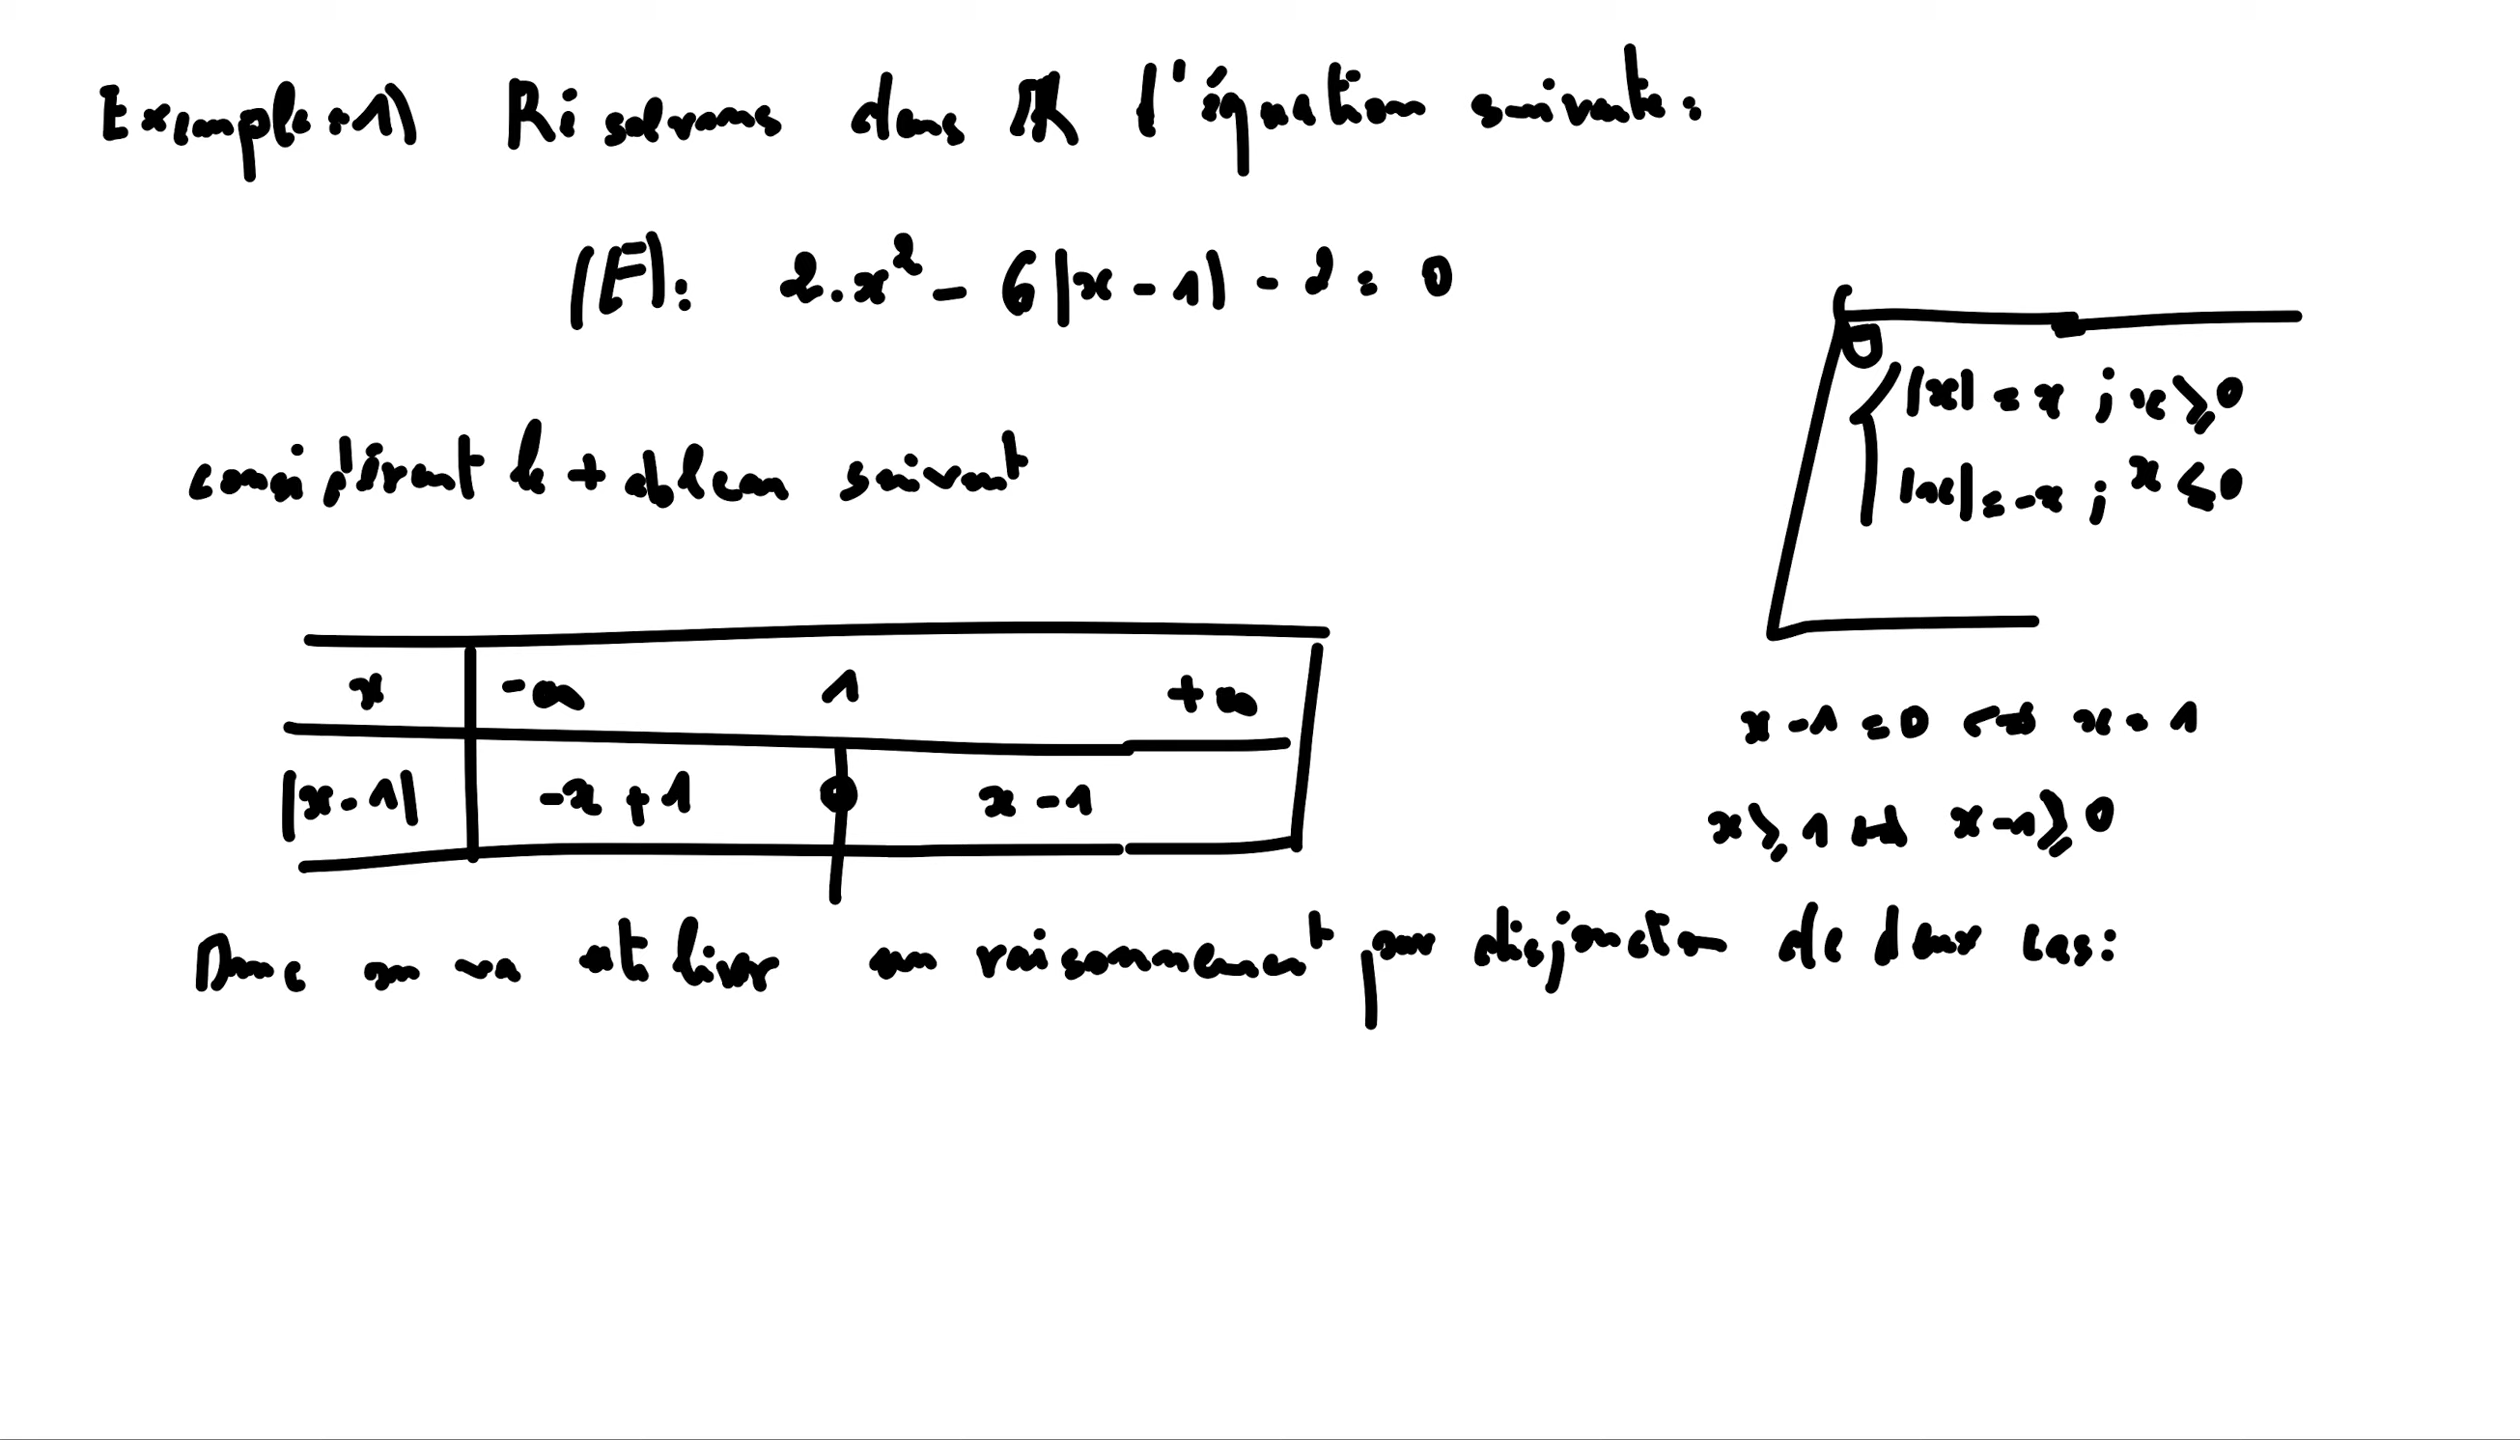 Exemple : 1) Résolvons dans ℝ l'équation suivante :
(E): 2.x² - 6|x - 1| - 2 = 0
|x| = x ; x ≥ 0
considérant le tableau suivant
|x| = -x ; x ≤ 0
x -∞ 1 +∞
x - 1 = 0 ⇔ x = 1
|x - 1| -x + 1 0 x - 1
x ≥ 1 ↔ x - 1 ≥ 0
Donc on va utiliser un raisonnement par disjonction de deux cas :